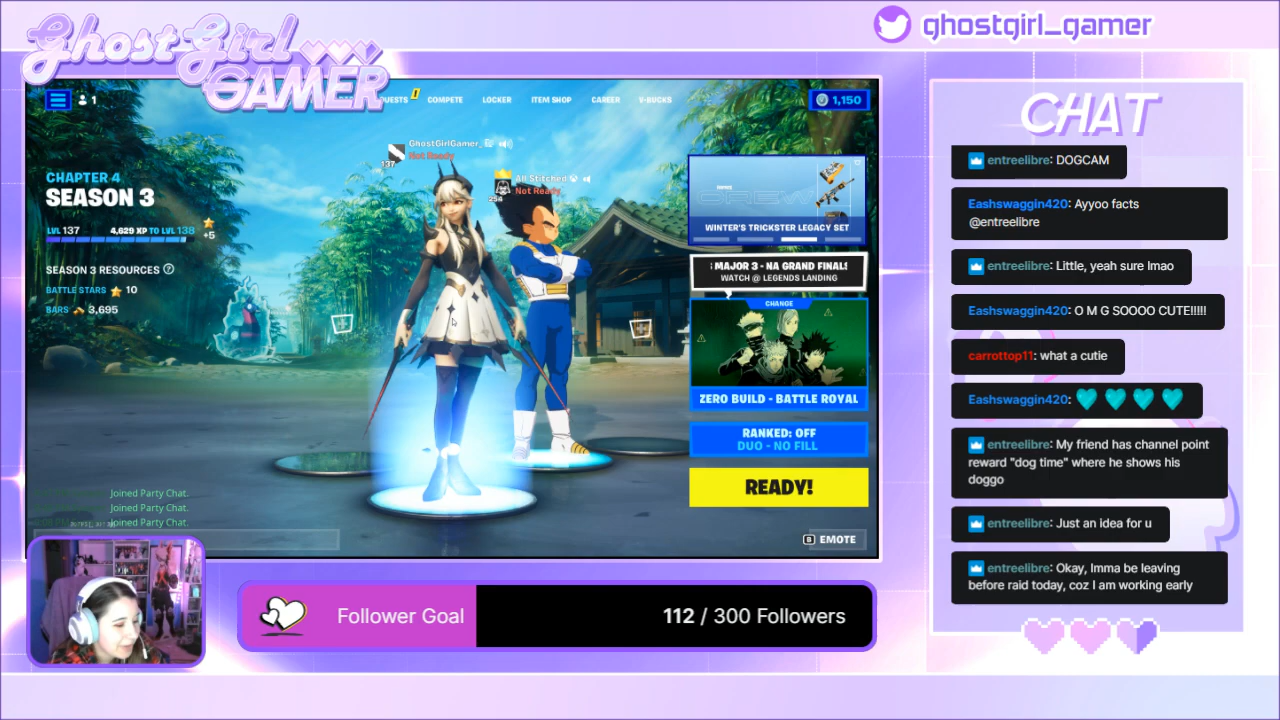 GhostGirl
GAMER
ghostgirl_gamer
1
UESTS
COMPETE
LOCKER
ITEM SHOP
CAREER
V-BUCKS
1,150
CHAPTER 4
SEASON 3
LVL 137
4,629 XP TO LVL 138
+5
SEASON 3 RESOURCES
BATTLE STARS 10
BARS 3,695
GhostGirlGamer_
Not Ready
137
All Stitched
Not Ready
254
CREW
WINTER'S TRICKSTER LEGACY SET
MAJOR 3 - NA GRAND FINAL!
WATCH @ LEGENDS LANDING
CHANGE
ZERO BUILD - BATTLE ROYAL
RANKED: OFF
DUO - NO FILL
READY!
B EMOTE
Joined Party Chat.
Joined Party Chat.
Joined Party Chat.
Follower Goal
112 / 300 Followers
CHAT
entreelibre: DOGCAM
Eashswaggin420: Ayyoo facts
@entreelibre
entreelibre: Little, yeah sure lmao
Eashswaggin420: O M G SOOOO CUTE!!!!!
carrottop11: what a cutie
Eashswaggin420:
entreelibre: My friend has channel point
reward "dog time" where he shows his
doggo
entreelibre: Just an idea for u
entreelibre: Okay, Imma be leaving
before raid today, coz I am working early